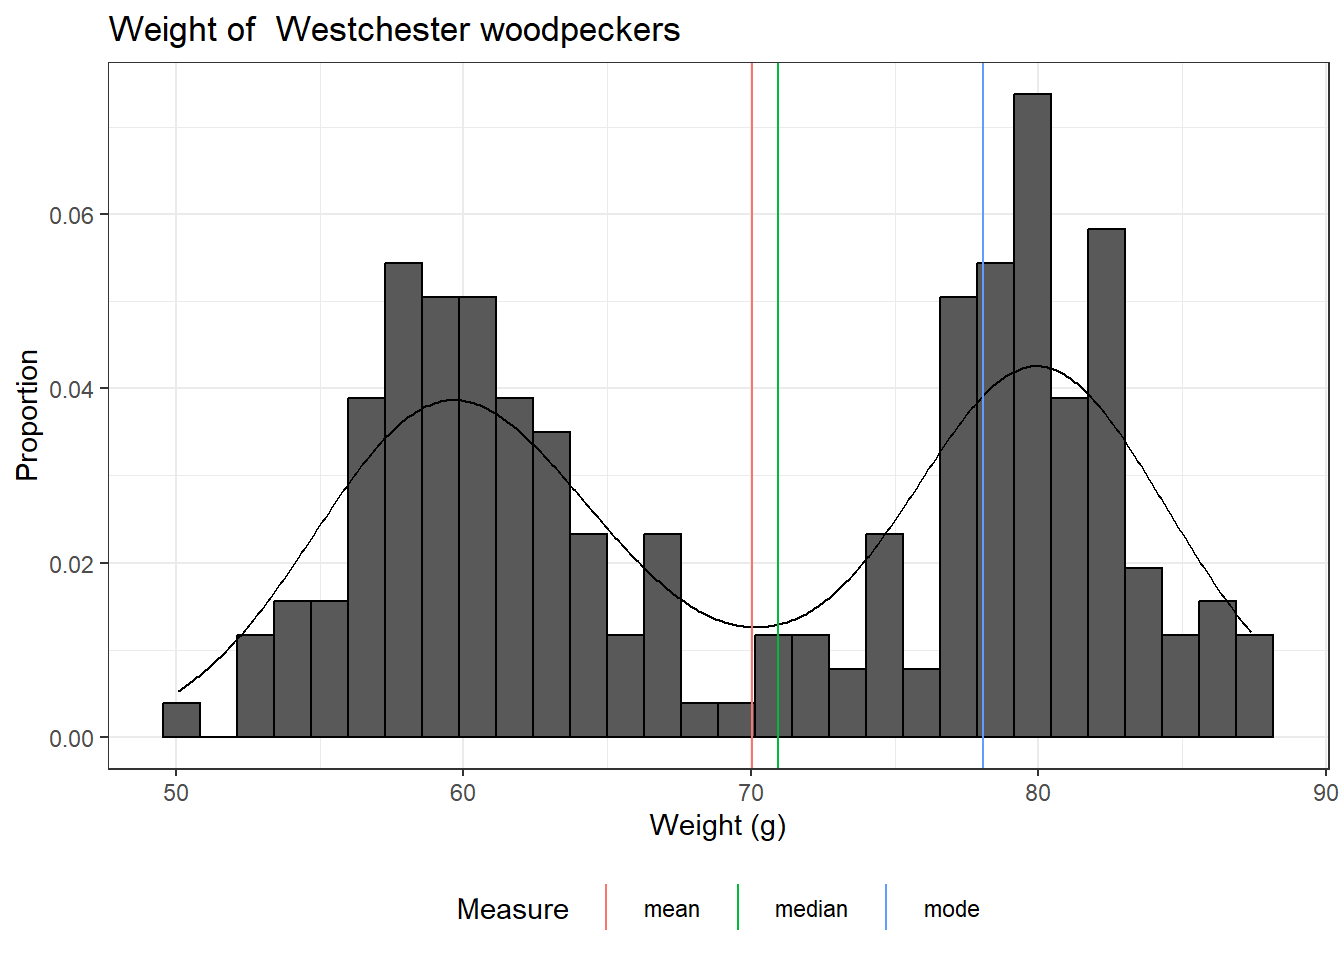 Weight of  Westchester woodpeckers
Proportion
0.06
0.04
0.02
0.00
50 60 70 80 90
Weight (g)
Measure mean median mode